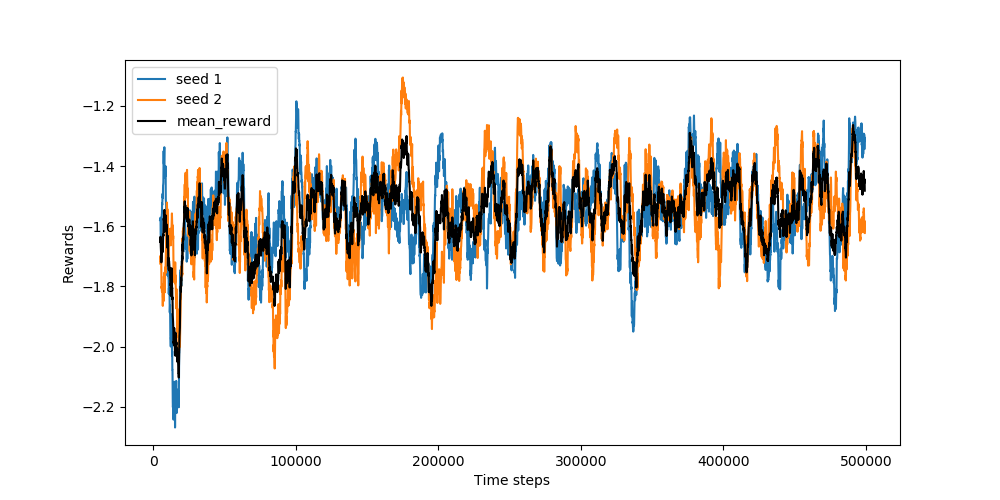 seed 1
seed 2
mean_reward
−1.2
−1.4
−1.6
−1.8
−2.0
−2.2
Rewards
0 100000 200000 300000 400000 500000
Time steps